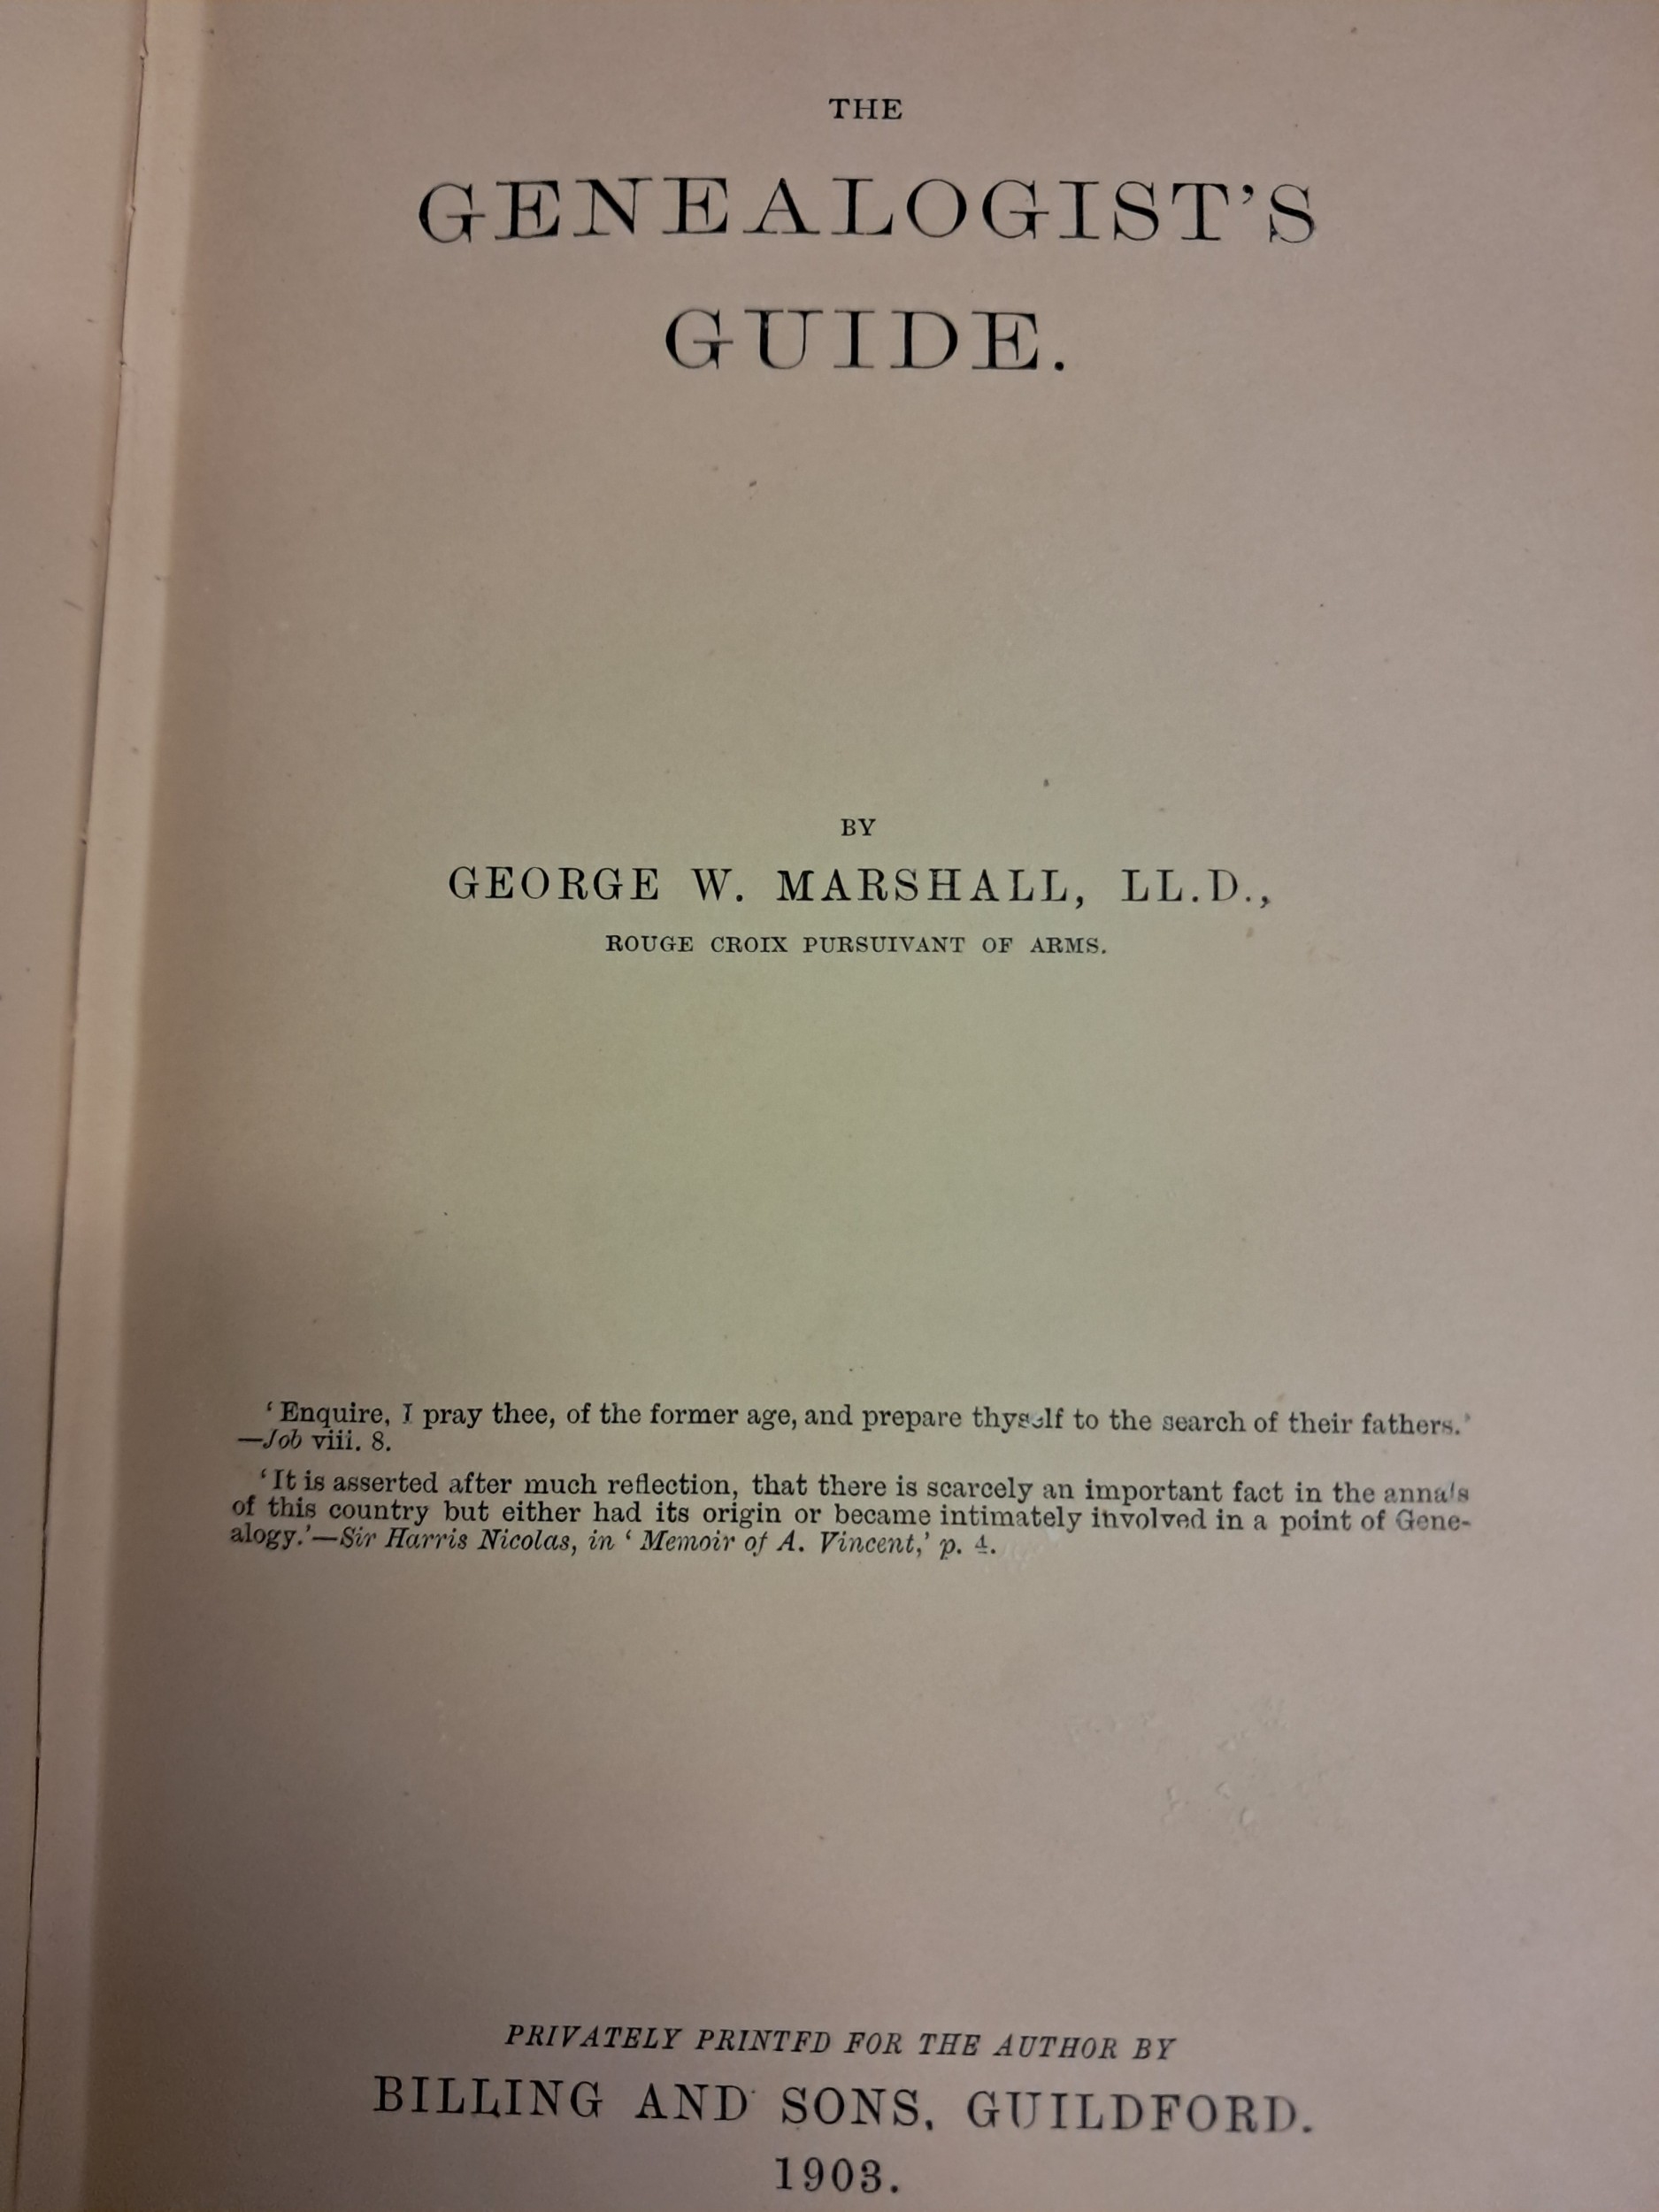 THE
GENEALOGIST'S
GUIDE.
BY
GEORGE W. MARSHALL, LL.D.,
ROUGE CROIX PURSUIVANT OF ARMS.
‘Enquire, I pray thee, of the former age, and prepare thyself to the search of their fathers.’
—Job viii. 8.
‘It is asserted after much reflection, that there is scarcely an important fact in the annals
of this country but either had its origin or became intimately involved in a point of Gene-
alogy.’—Sir Harris Nicolas, in ‘Memoir of A. Vincent,’ p. 4.
PRIVATELY PRINTED FOR THE AUTHOR BY
BILLING AND SONS, GUILDFORD.
1903.